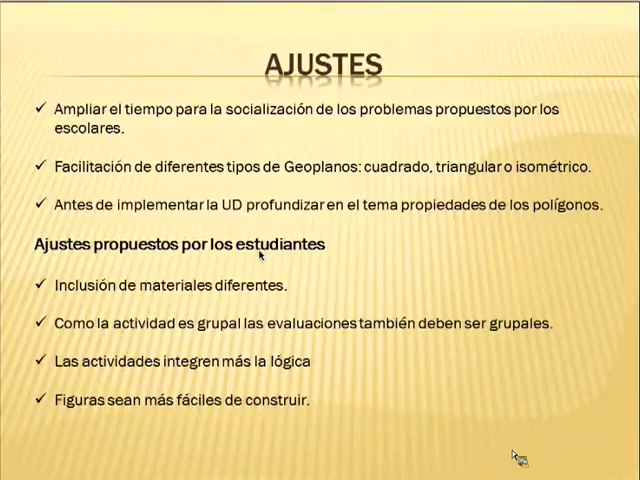 AJUSTES
✓ Ampliar el tiempo para la socialización de los problemas propuestos por los
escolares.
✓ Facilitación de diferentes tipos de Geoplanos: cuadrado, triangular o isométrico.
✓ Antes de implementar la UD profundizar en el tema propiedades de los polígonos.
Ajustes propuestos por los estudiantes
✓ Inclusión de materiales diferentes.
✓ Como la actividad es grupal las evaluaciones también deben ser grupales.
✓ Las actividades integren más la lógica
✓ Figuras sean más fáciles de construir.